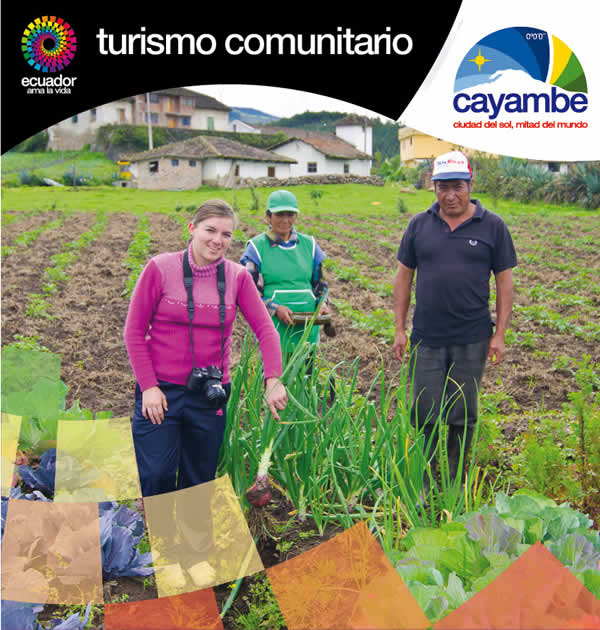 turismo comunitario
ecuador
ama la vida
0°0'0''
cayambe
ciudad del sol, mitad del mundo